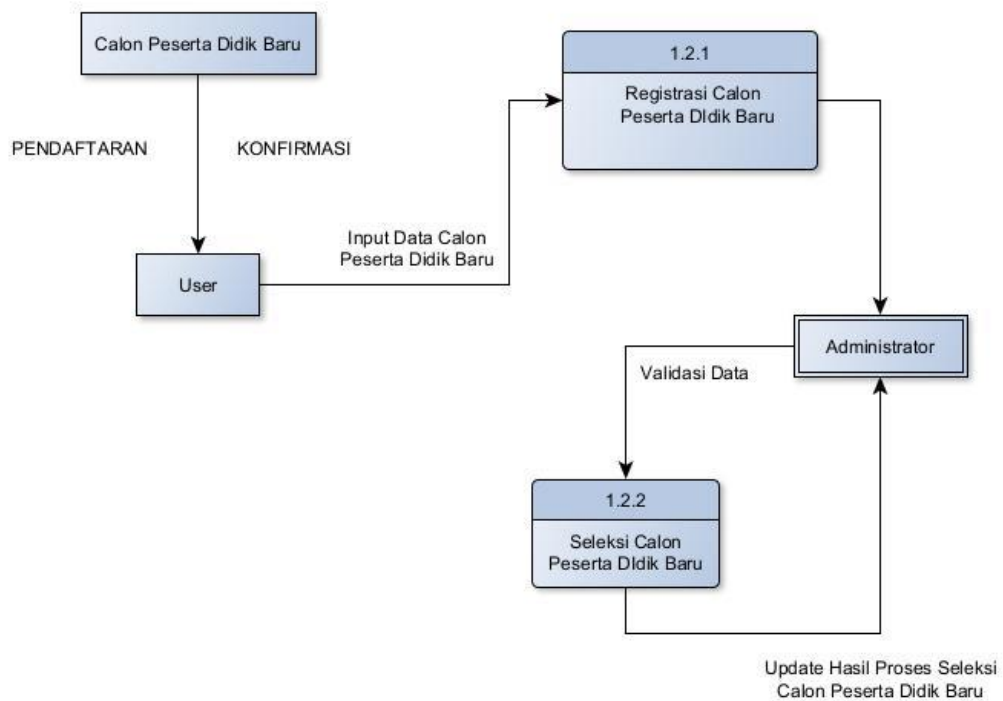 Calon Peserta Didik Baru
1.2.1
Registrasi Calon
Peserta DIdik Baru
PENDAFTARAN
KONFIRMASI
Input Data Calon
Peserta Didik Baru
User
Administrator
Validasi Data
1.2.2
Seleksi Calon
Peserta DIdik Baru
Update Hasil Proses Seleksi
Calon Peserta Didik Baru